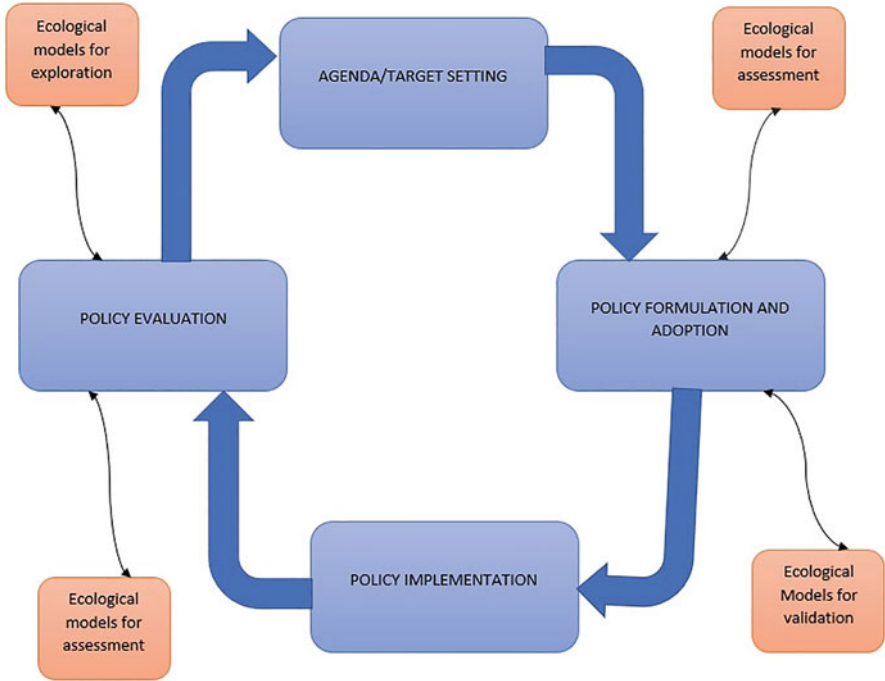 Ecological
models for
exploration
AGENDA/TARGET SETTING
Ecological
models for
assessment
POLICY EVALUATION
POLICY FORMULATION AND
ADOPTION
Ecological
models for
assessment
POLICY IMPLEMENTATION
Ecological
Models for
validation